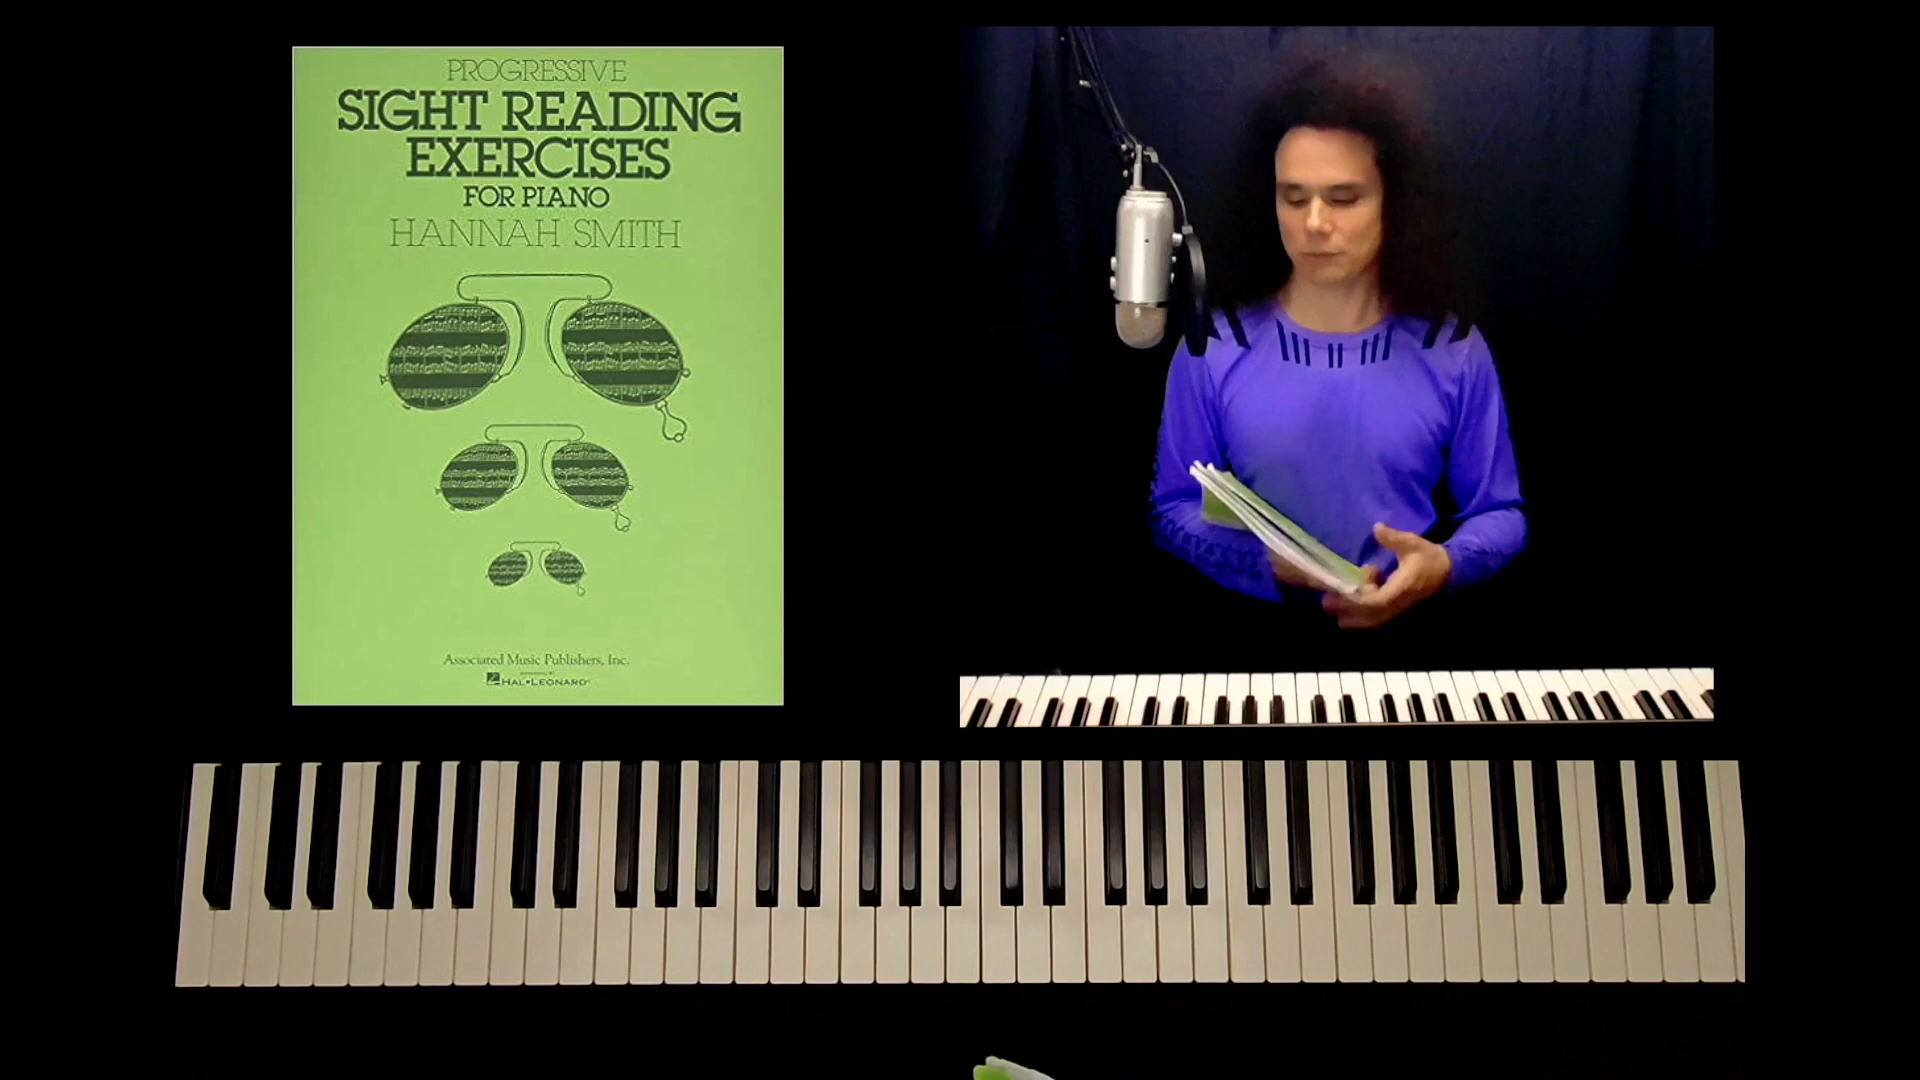 PROGRESSIVE
SIGHT READING
EXERCISES
FOR PIANO
HANNAH SMITH
Associated Music Publishers, Inc.
HAL•LEONARD